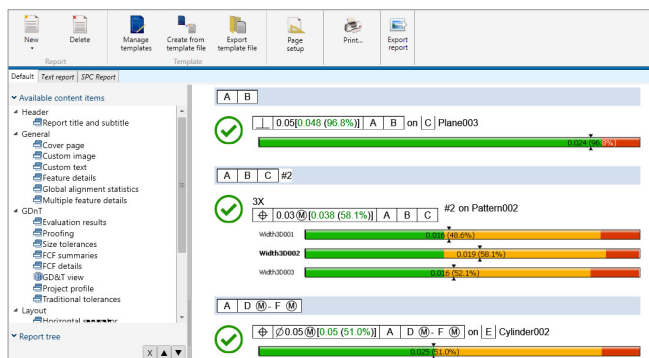 New
Delete
Manage templates
Create from template file
Export template file
Page setup
Print...
Export report
Report
Template
Default
Text report
SPC Report
Available content items
Header
Report title and subtitle
General
Cover page
Custom image
Custom text
Feature details
Global alignment statistics
Multiple feature details
GDnT
Evaluation results
Proofing
Size tolerances
FCF summaries
FCF details
GD&T view
Project profile
Traditional tolerances
Layout
Report tree
X ▲ ▼
A B
⊥ 0.05[0.048 (96.8%)] A B on C Plane003
0.024 (96.8%)
A B C #2
3X
⌖ 0.03Ⓜ[0.038 (58.1%)] A B C #2 on Pattern002
Width3D001 0.016 (48.6%)
Width3D002 0.019 (58.1%)
Width3D003 0.016 (52.1%)
A D Ⓜ- F Ⓜ
⌖ ∅0.05Ⓜ[0.05 (51.0%)] A D Ⓜ- F Ⓜ on E Cylinder002
0.025 (51.0%)